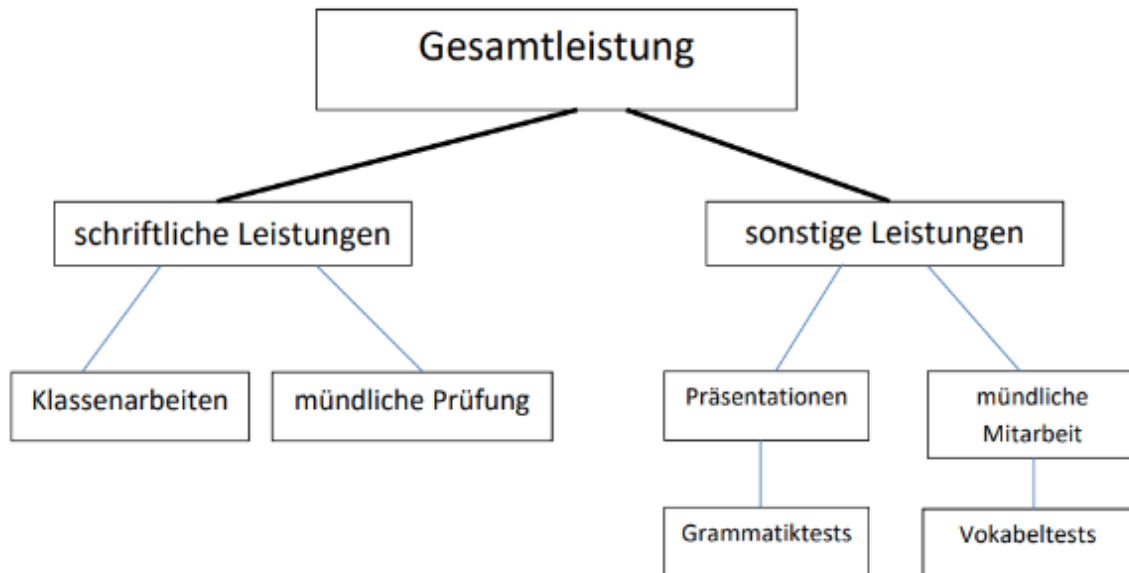 Gesamtleistung
schriftliche Leistungen
sonstige Leistungen
Klassenarbeiten
mündliche Prüfung
Präsentationen
mündliche
Mitarbeit
Grammatiktests
Vokabeltests